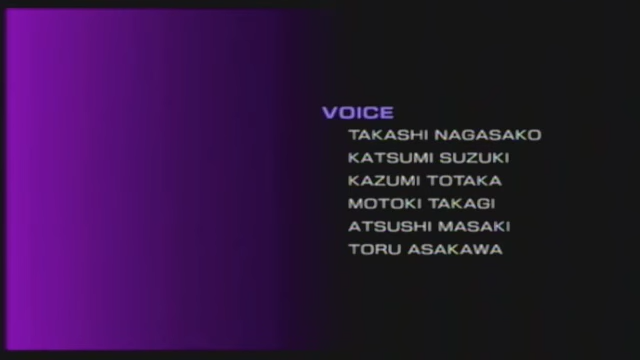 VOICE
TAKASHI NAGASAKO
KATSUMI SUZUKI
KAZUMI TOTAKA
MOTOKI TAKAGI
ATSUSHI MASAKI
TORU ASAKAWA